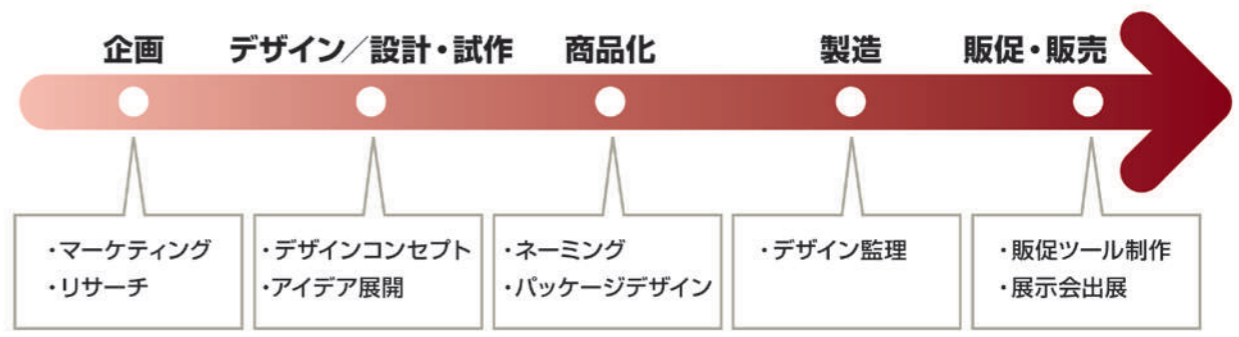 企画
デザイン／設計・試作
商品化
製造
販促・販売
・マーケティング
・リサーチ
・デザインコンセプト
・アイデア展開
・ネーミング
・パッケージデザイン
・デザイン監理
・販促ツール制作
・展示会出展